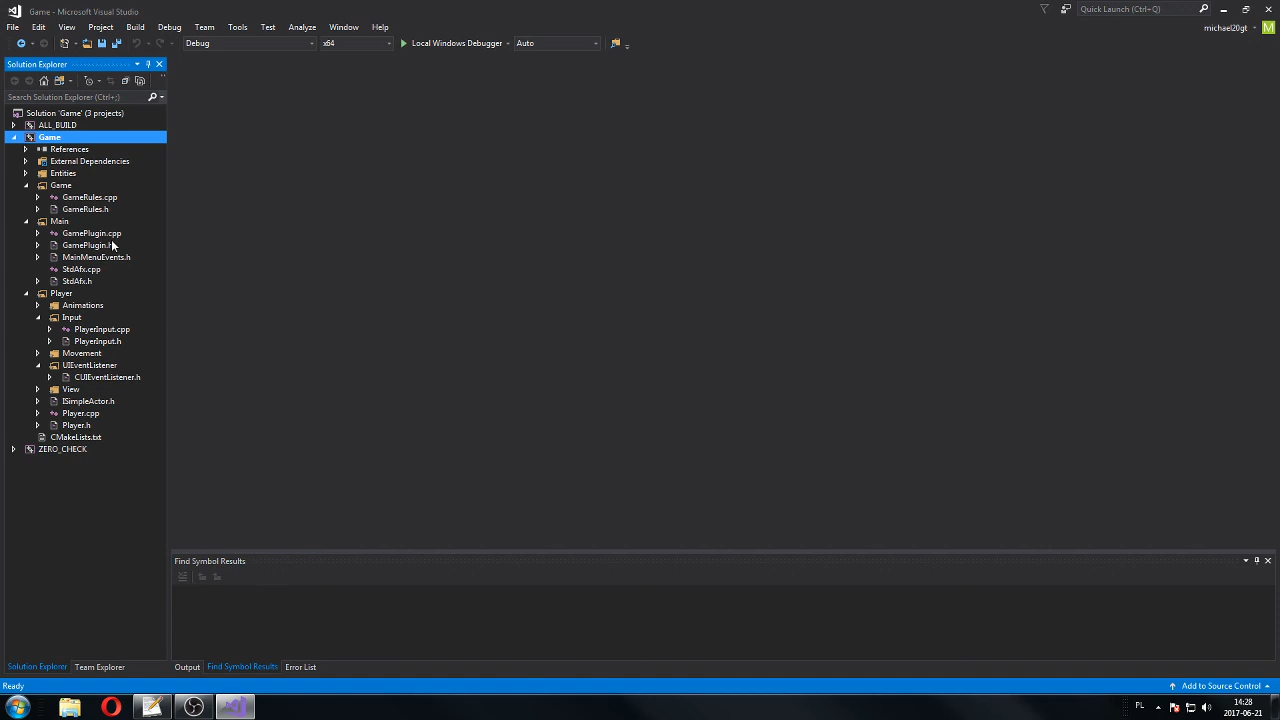 Game - Microsoft Visual Studio
Quick Launch (Ctrl+Q)
File Edit View Project Build Debug Team Tools Test Analyze Window Help
michael20gt M
Debug x64 Local Windows Debugger Auto
Solution Explorer
Search Solution Explorer (Ctrl+;)
Solution 'Game' (3 projects)
ALL_BUILD
Game
References
External Dependencies
Entities
Game
GameRules.cpp
GameRules.h
Main
GamePlugin.cpp
GamePlugin.h
MainMenuEvents.h
StdAfx.cpp
StdAfx.h
Player
Animations
Input
PlayerInput.cpp
PlayerInput.h
Movement
UIEventListener
CUIEventListener.h
View
ISimpleActor.h
Player.cpp
Player.h
CMakeLists.txt
ZERO_CHECK
Find Symbol Results
Solution Explorer Team Explorer Output Find Symbol Results Error List
Ready Add to Source Control
PL 14:28
2017-06-21